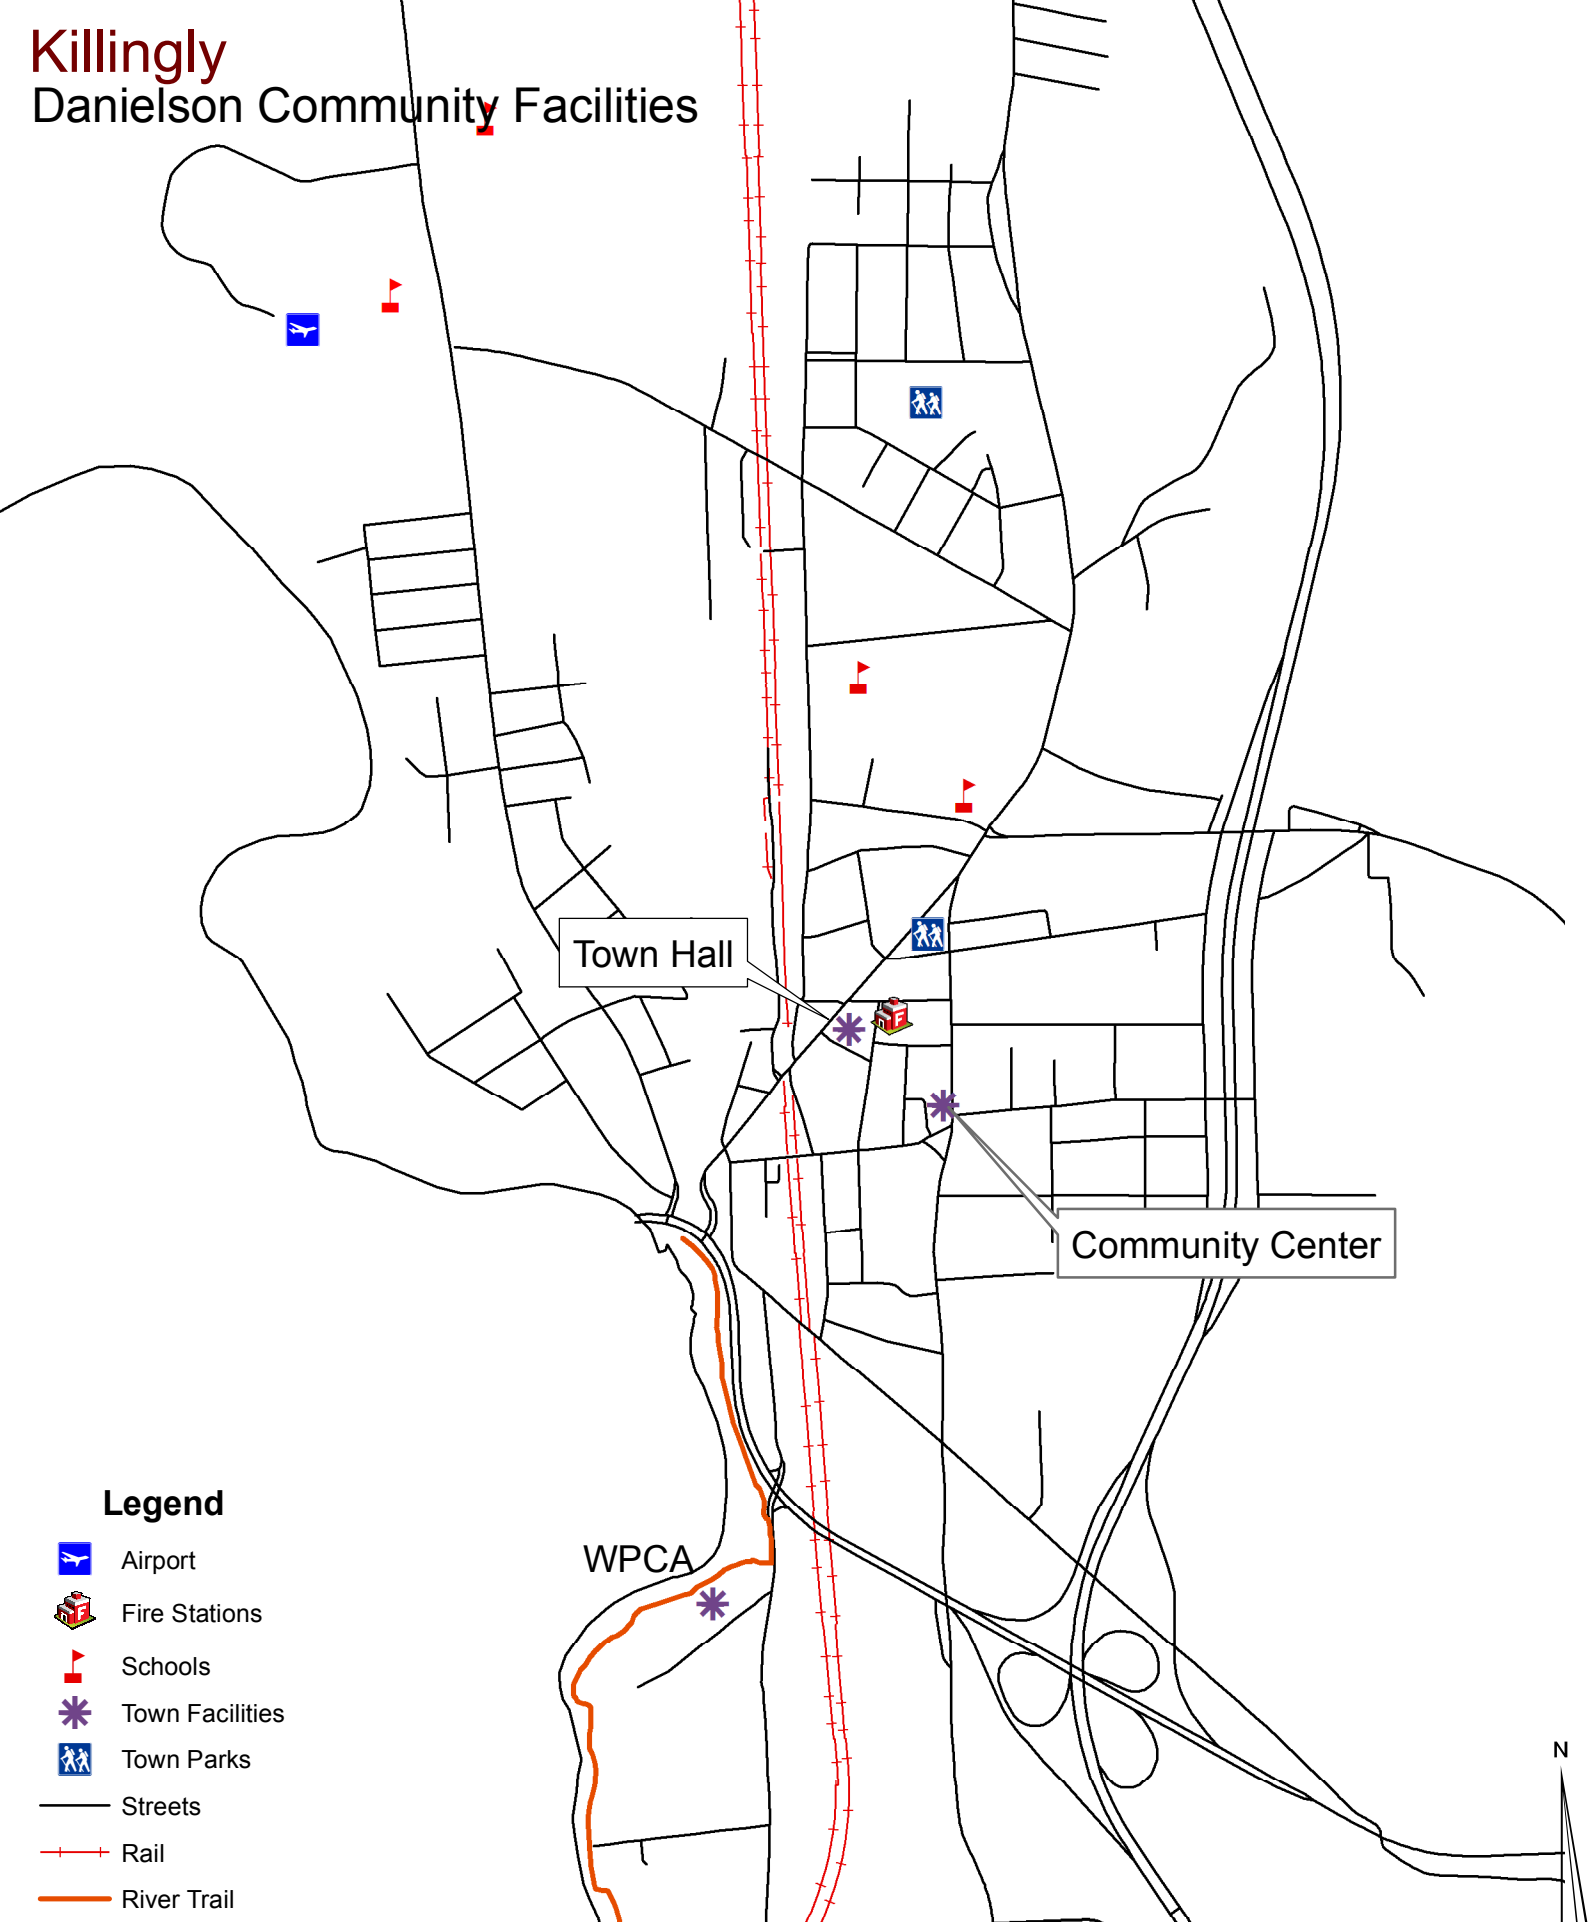 Killingly
Danielson Community Facilities
Town Hall
Community Center
WPCA
Legend
Airport
Fire Stations
Schools
Town Facilities
Town Parks
Streets
Rail
River Trail
N